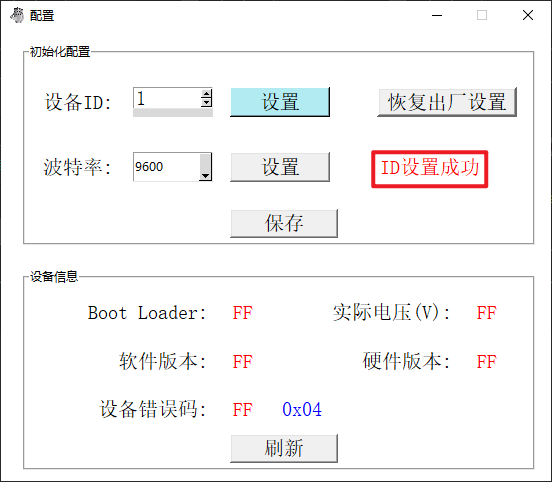 配置
初始化配置
设备ID: 1 设置 恢复出厂设置
波特率: 9600 设置 ID设置成功
保存
设备信息
Boot Loader: FF 实际电压(V): FF
软件版本: FF 硬件版本: FF
设备错误码: FF 0x04
刷新